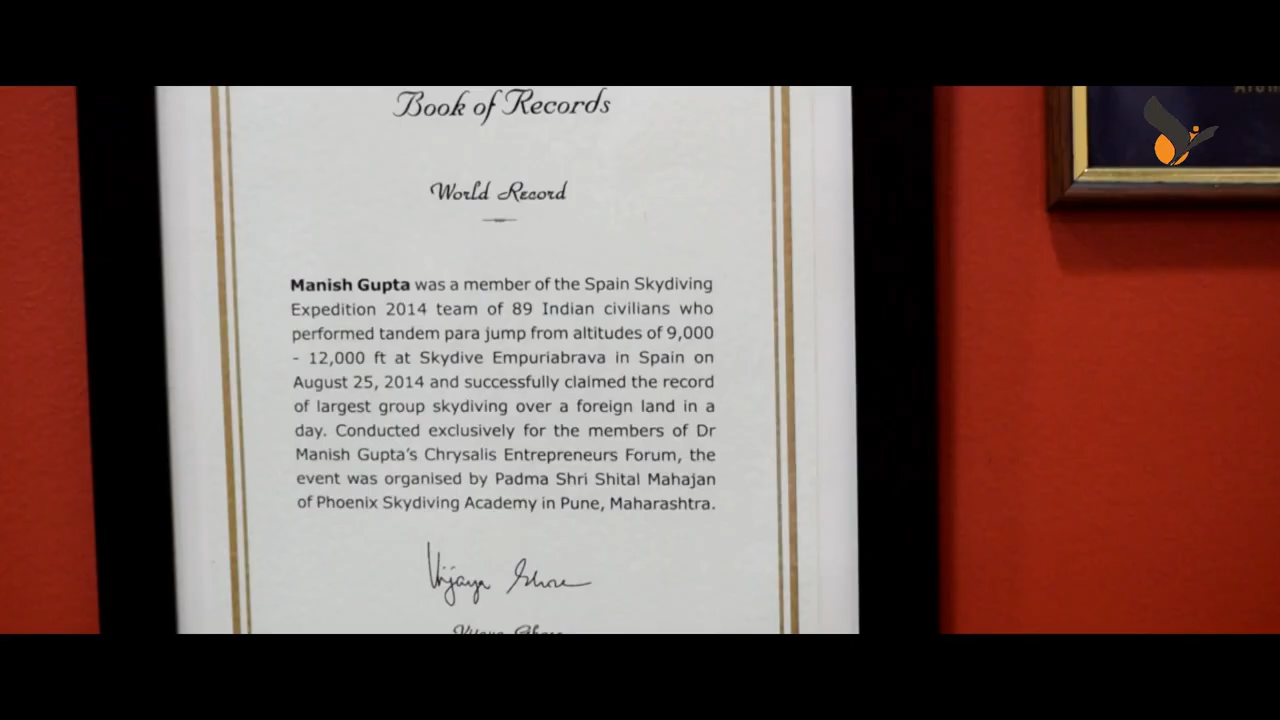 Book of Records
World Record
Manish Gupta was a member of the Spain Skydiving
Expedition 2014 team of 89 Indian civilians who
performed tandem para jump from altitudes of 9,000
- 12,000 ft at Skydive Empuriabrava in Spain on
August 25, 2014 and successfully claimed the record
of largest group skydiving over a foreign land in a
day. Conducted exclusively for the members of Dr
Manish Gupta's Chrysalis Entrepreneurs Forum, the
event was organised by Padma Shri Shital Mahajan
of Phoenix Skydiving Academy in Pune, Maharashtra.
Vijaya Ghose